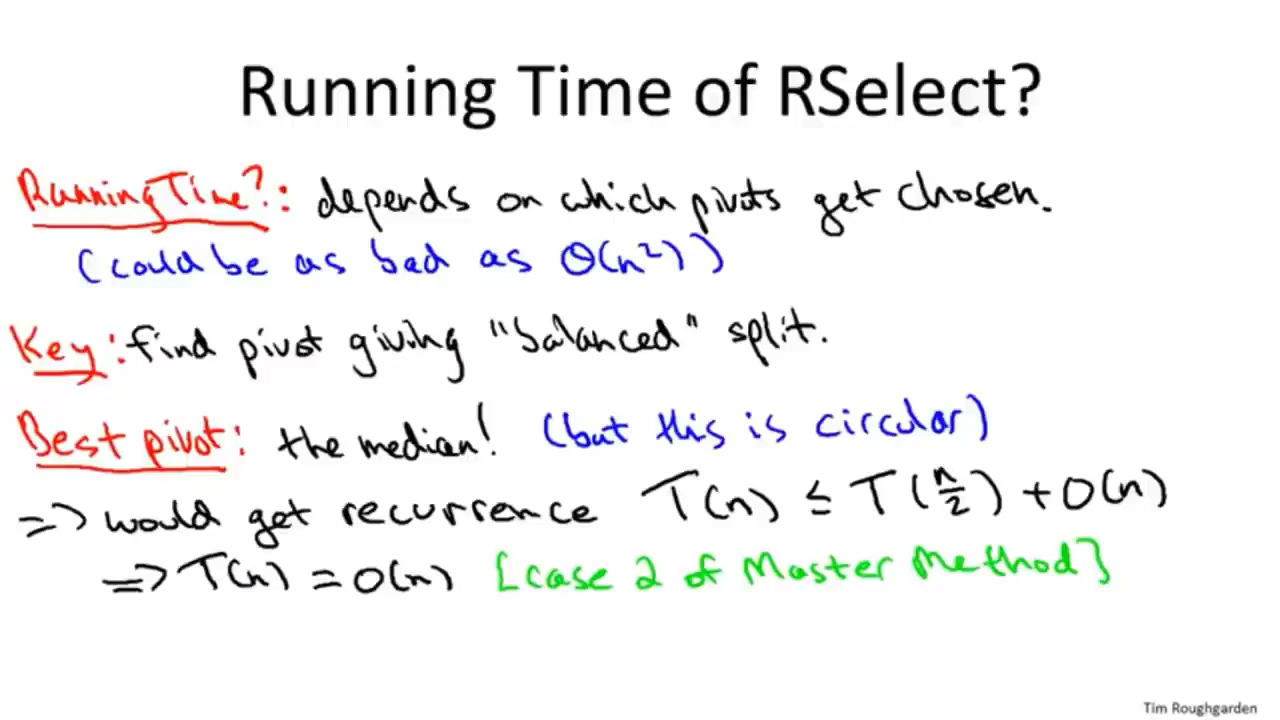 Running Time of RSelect?
Running Time?: depends on which pivots get chosen.
(could be as bad as Θ(n²))
Key: find pivot giving "balanced" split.
Best pivot: the median! (but this is circular)
=> would get recurrence T(n) ≤ T(n/2) + O(n)
=> T(n) = O(n) [case 2 of Master Method]
Tim Roughgarden